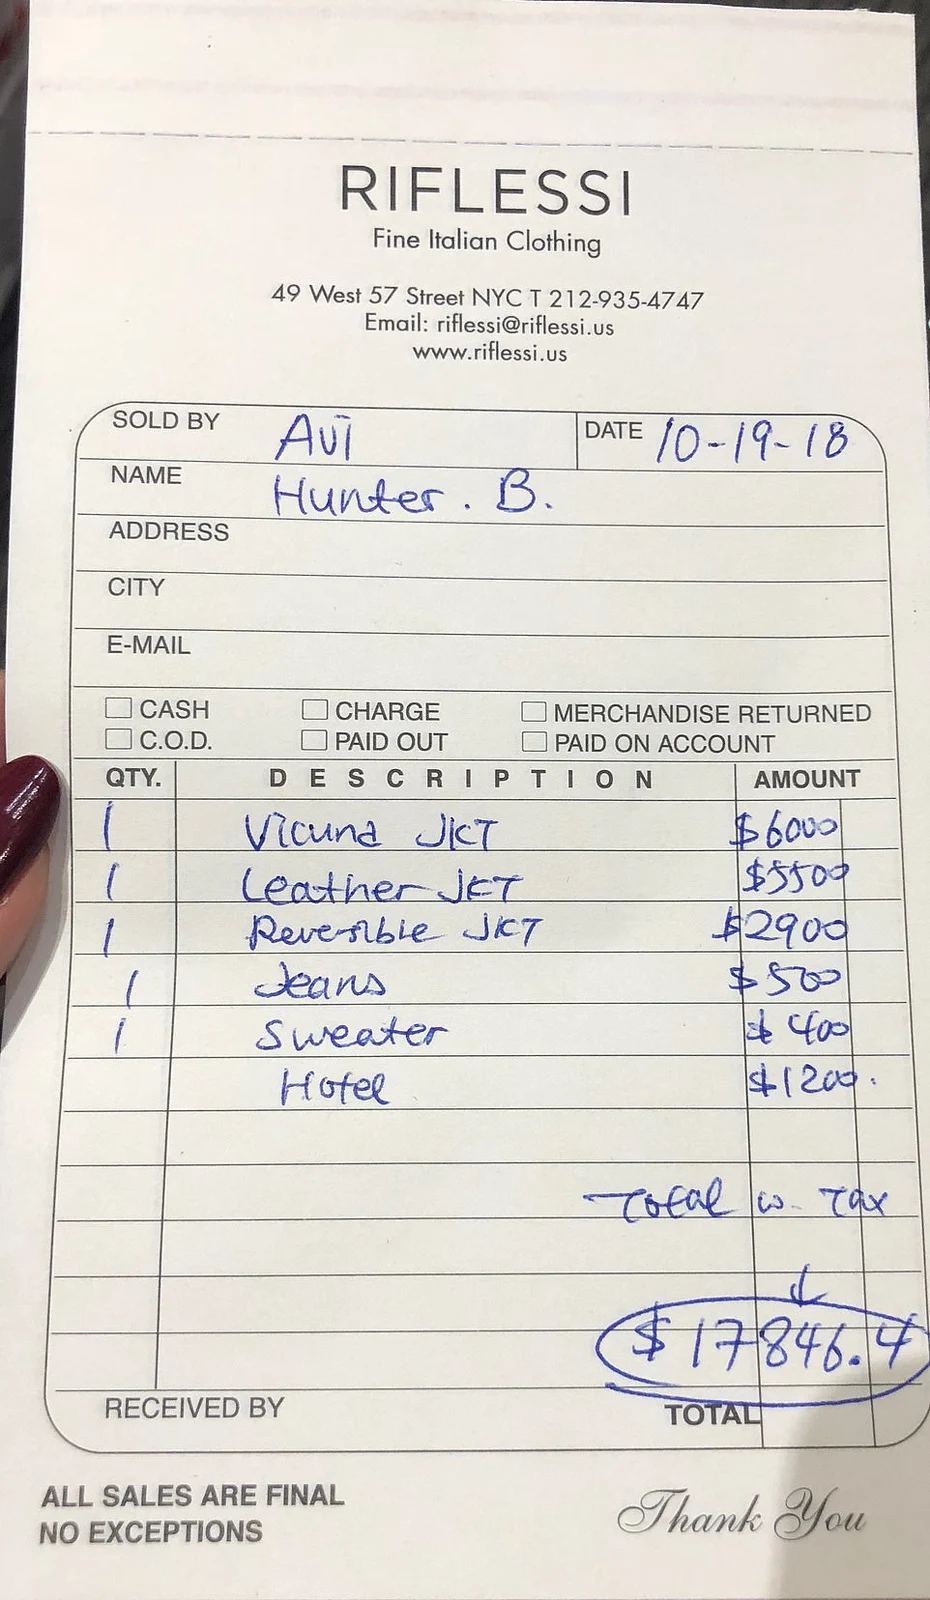 RIFLESSI
Fine Italian Clothing
49 West 57 Street NYC T 212-935-4747
Email: riflessi@riflessi.us
www.riflessi.us
SOLD BY Avi DATE 10-19-18
NAME Hunter. B.
ADDRESS
CITY
E-MAIL
CASH CHARGE MERCHANDISE RETURNED
C.O.D. PAID OUT PAID ON ACCOUNT
QTY. DESCRIPTION AMOUNT
1 Vicuna JKT $6000
1 Leather JKT $5500
1 Reversible JKT $2900
1 Jeans $500
1 Sweater $400
Hotel $1200.
Total w. Tax
$17846.4
RECEIVED BY TOTAL
ALL SALES ARE FINAL
NO EXCEPTIONS
Thank You